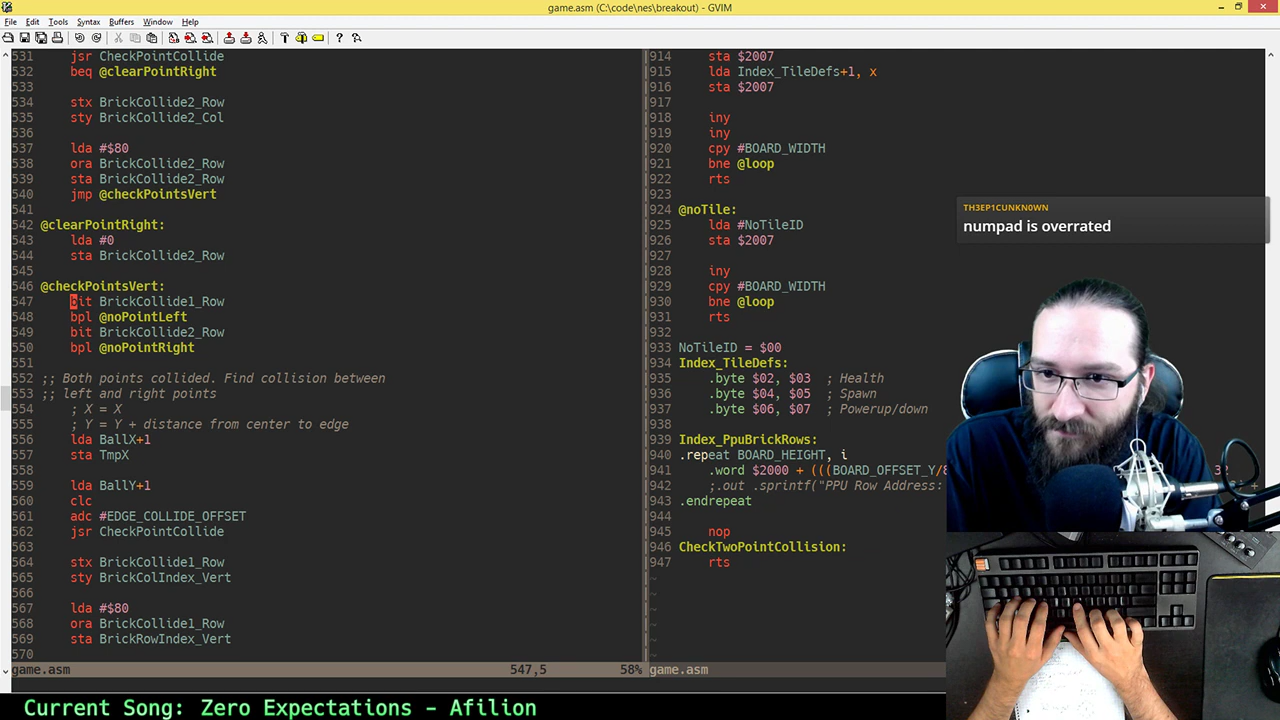 game.asm (C:\code\nes\breakout) - GVIM
File Edit Tools Syntax Buffers Window Help
531 jsr CheckPointCollide
532 beq @clearPointRight
533
534 stx BrickCollide2_Row
535 sty BrickCollide2_Col
536
537 lda #$80
538 ora BrickCollide2_Row
539 sta BrickCollide2_Row
540 jmp @checkPointsVert
541
542 @clearPointRight:
543 lda #0
544 sta BrickCollide2_Row
545
546 @checkPointsVert:
547 bit BrickCollide1_Row
548 bpl @noPointLeft
549 bit BrickCollide2_Row
550 bpl @noPointRight
551
552 ;; Both points collided. Find collision between
553 ;; left and right points
554 ; X = X
555 ; Y = Y + distance from center to edge
556 lda BallX+1
557 sta TmpX
558
559 lda BallY+1
560 clc
561 adc #EDGE_COLLIDE_OFFSET
562 jsr CheckPointCollide
563
564 stx BrickCollide1_Row
565 sty BrickColIndex_Vert
566
567 lda #$80
568 ora BrickCollide1_Row
569 sta BrickRowIndex_Vert
570
game.asm 547,5 58%
914 sta $2007
915 lda Index_TileDefs+1, x
916 sta $2007
917
918 iny
919 iny
920 cpy #BOARD_WIDTH
921 bne @loop
922 rts
923
924 @noTile:
925 lda #NoTileID
926 sta $2007
927
928 iny
929 cpy #BOARD_WIDTH
930 bne @loop
931 rts
932
933 NoTileID = $00
934 Index_TileDefs:
935 .byte $02, $03 ; Health
936 .byte $04, $05 ; Spawn
937 .byte $06, $07 ; Powerup/down
938
939 Index_PpuBrickRows:
940 .repeat BOARD_HEIGHT, i
941 .word $2000 + (((BOARD_OFFSET_Y/8 32
942 ;.out .sprintf("PPU Row Address: +
943 .endrepeat
944
945 nop
946 CheckTwoPointCollision:
947 rts
~
~
~
~
~
~
game.asm
TH3EP1CUNKN0WN
numpad is overrated
Current Song: Zero Expectations - Afilion